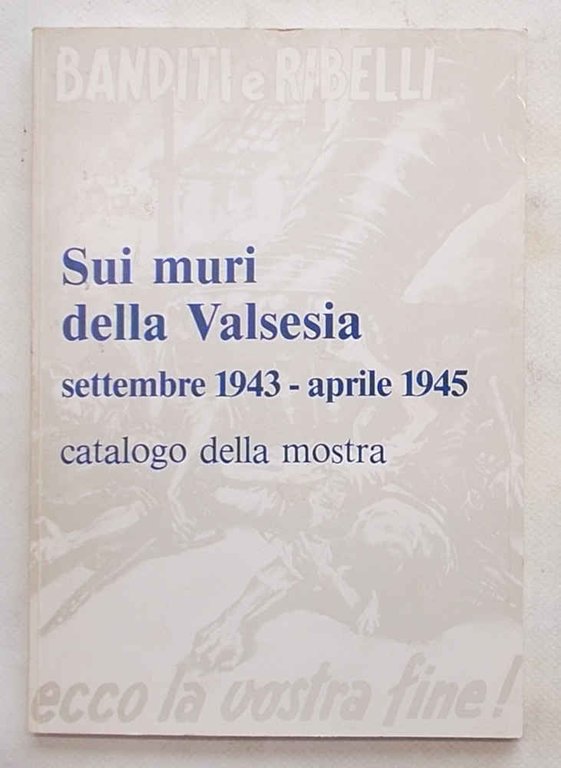 BANDITI e RIBELLI
Sui muri
della Valsesia
settembre 1943 - aprile 1945
catalogo della mostra
ecco la vostra fine!